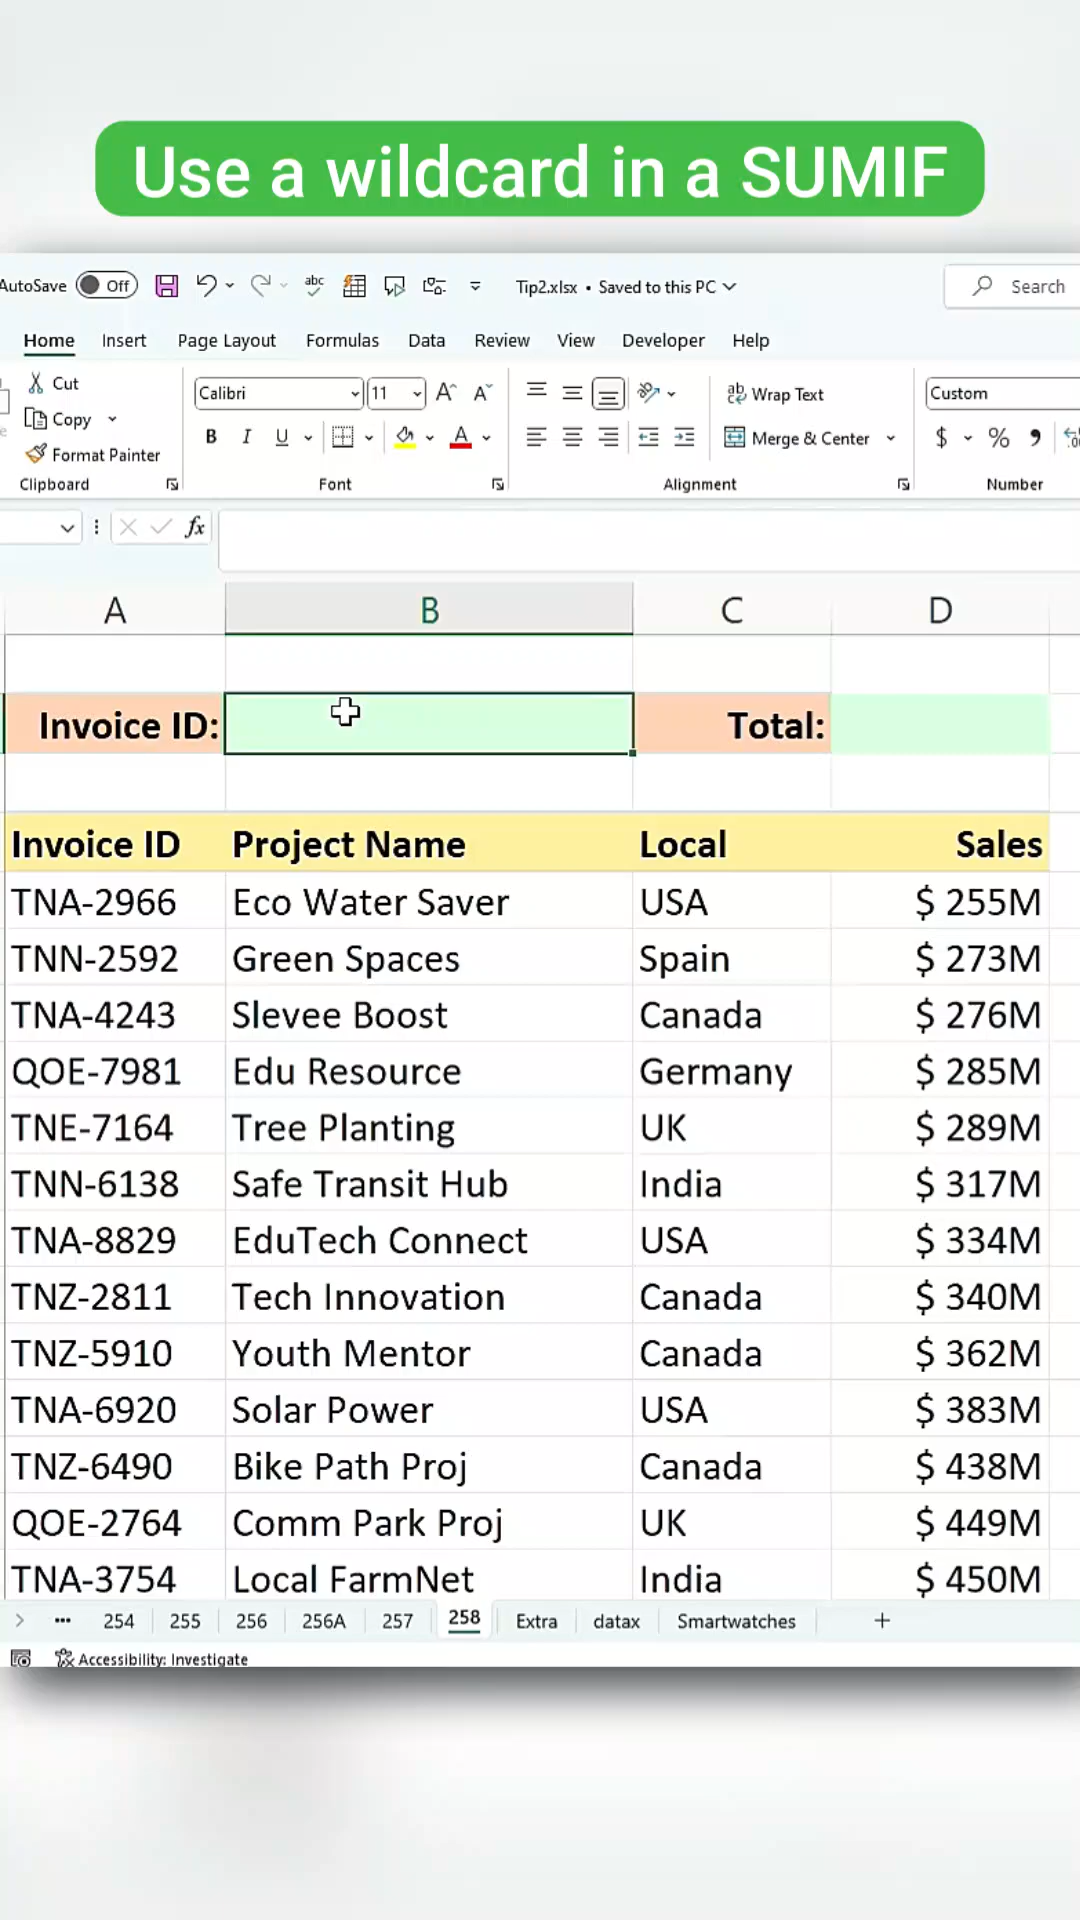 Use a wildcard in a SUMIF
AutoSave Off abc Tip2.xlsx • Saved to this PC Search
Home Insert Page Layout Formulas Data Review View Developer Help
Cut Calibri 11 A A ab Wrap Text Custom
Copy
B I U A Merge & Center $ % 9
Format Painter
Clipboard Font Alignment Number
fx
A B C D
Invoice ID: Total:
Invoice ID Project Name Local Sales
TNA-2966 Eco Water Saver USA $ 255M
TNN-2592 Green Spaces Spain $ 273M
TNA-4243 Slevee Boost Canada $ 276M
QOE-7981 Edu Resource Germany $ 285M
TNE-7164 Tree Planting UK $ 289M
TNN-6138 Safe Transit Hub India $ 317M
TNA-8829 EduTech Connect USA $ 334M
TNZ-2811 Tech Innovation Canada $ 340M
TNZ-5910 Youth Mentor Canada $ 362M
TNA-6920 Solar Power USA $ 383M
TNZ-6490 Bike Path Proj Canada $ 438M
QOE-2764 Comm Park Proj UK $ 449M
TNA-3754 Local FarmNet India $ 450M
... 254 255 256 256A 257 258 Extra datax Smartwatches +
Accessibility: Investigate